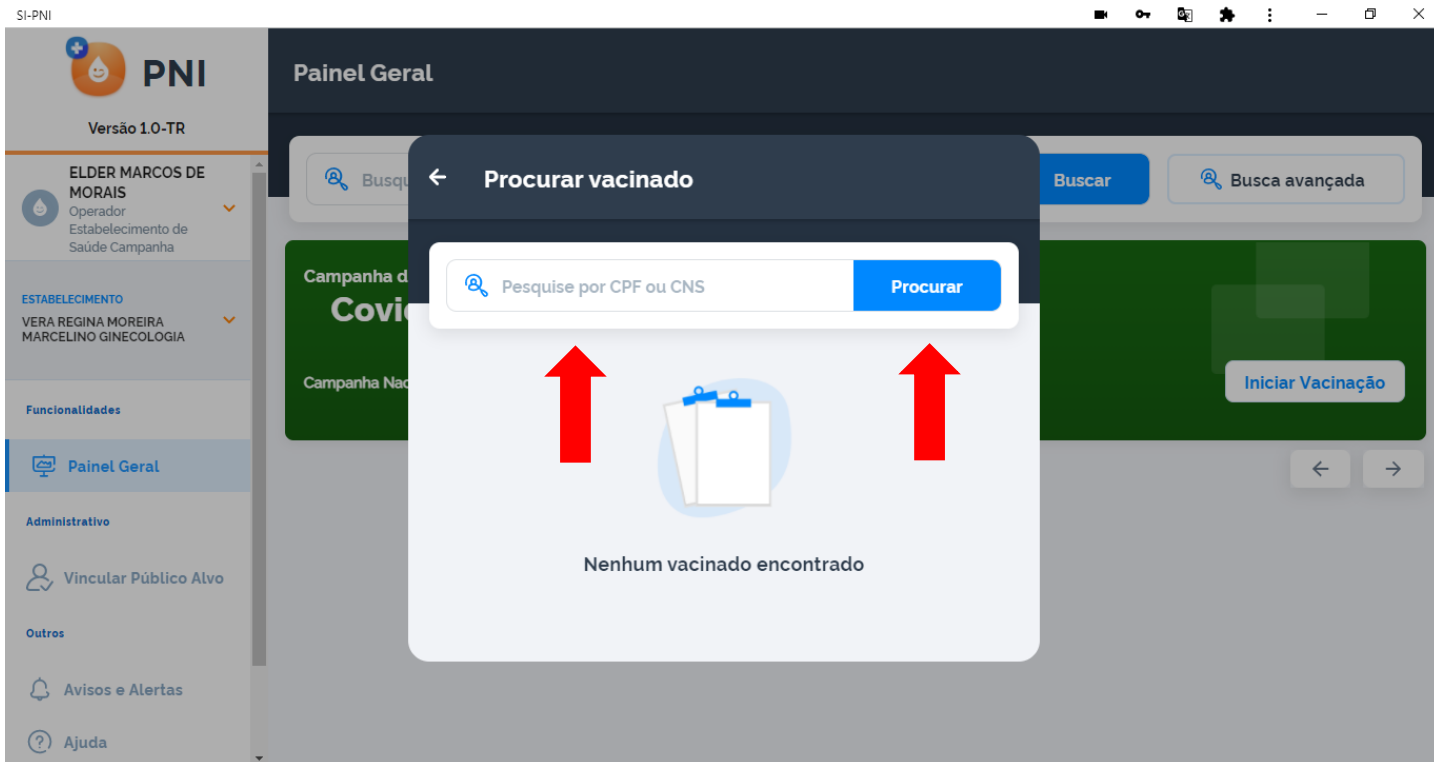 SI-PNI
PNI
Versão 1.0-TR
ELDER MARCOS DE
MORAIS
Operador
Estabelecimento de
Saúde Campanha
ESTABELECIMENTO
VERA REGINA MOREIRA
MARCELINO GINECOLOGIA
Funcionalidades
Painel Geral
Administrativo
Vincular Público Alvo
Outros
Avisos e Alertas
Ajuda
Painel Geral
Busqu
Buscar
Busca avançada
Campanha d
Covi
Campanha Nac
Iniciar Vacinação
Procurar vacinado
Pesquise por CPF ou CNS
Procurar
Nenhum vacinado encontrado